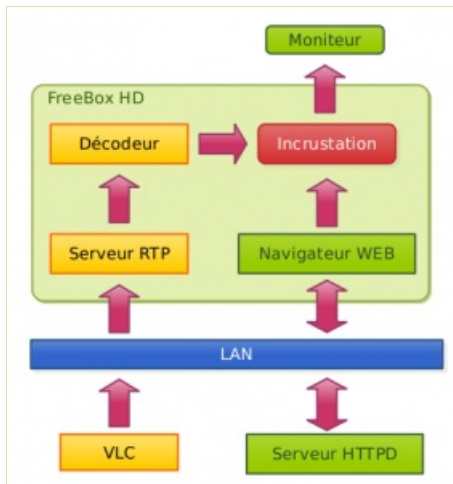 Moniteur
FreeBox HD
Décodeur
Incrustation
Serveur RTP
Navigateur WEB
LAN
VLC
Serveur HTTPD